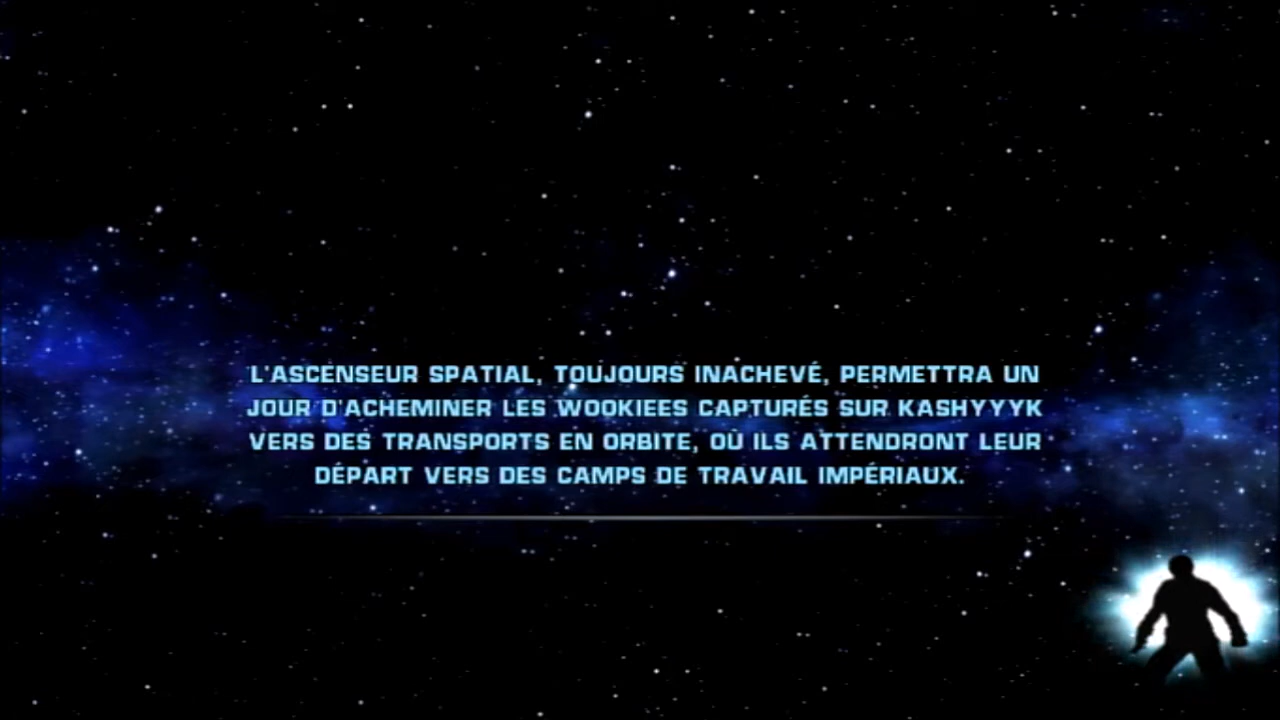 L'ASCENSEUR SPATIAL, TOUJOURS INACHEVÉ, PERMETTRA UN
JOUR D'ACHEMINER LES WOOKIEES CAPTURÉS SUR KASHYYYK
VERS DES TRANSPORTS EN ORBITE, OÙ ILS ATTENDRONT LEUR
DÉPART VERS DES CAMPS DE TRAVAIL IMPÉRIAUX.